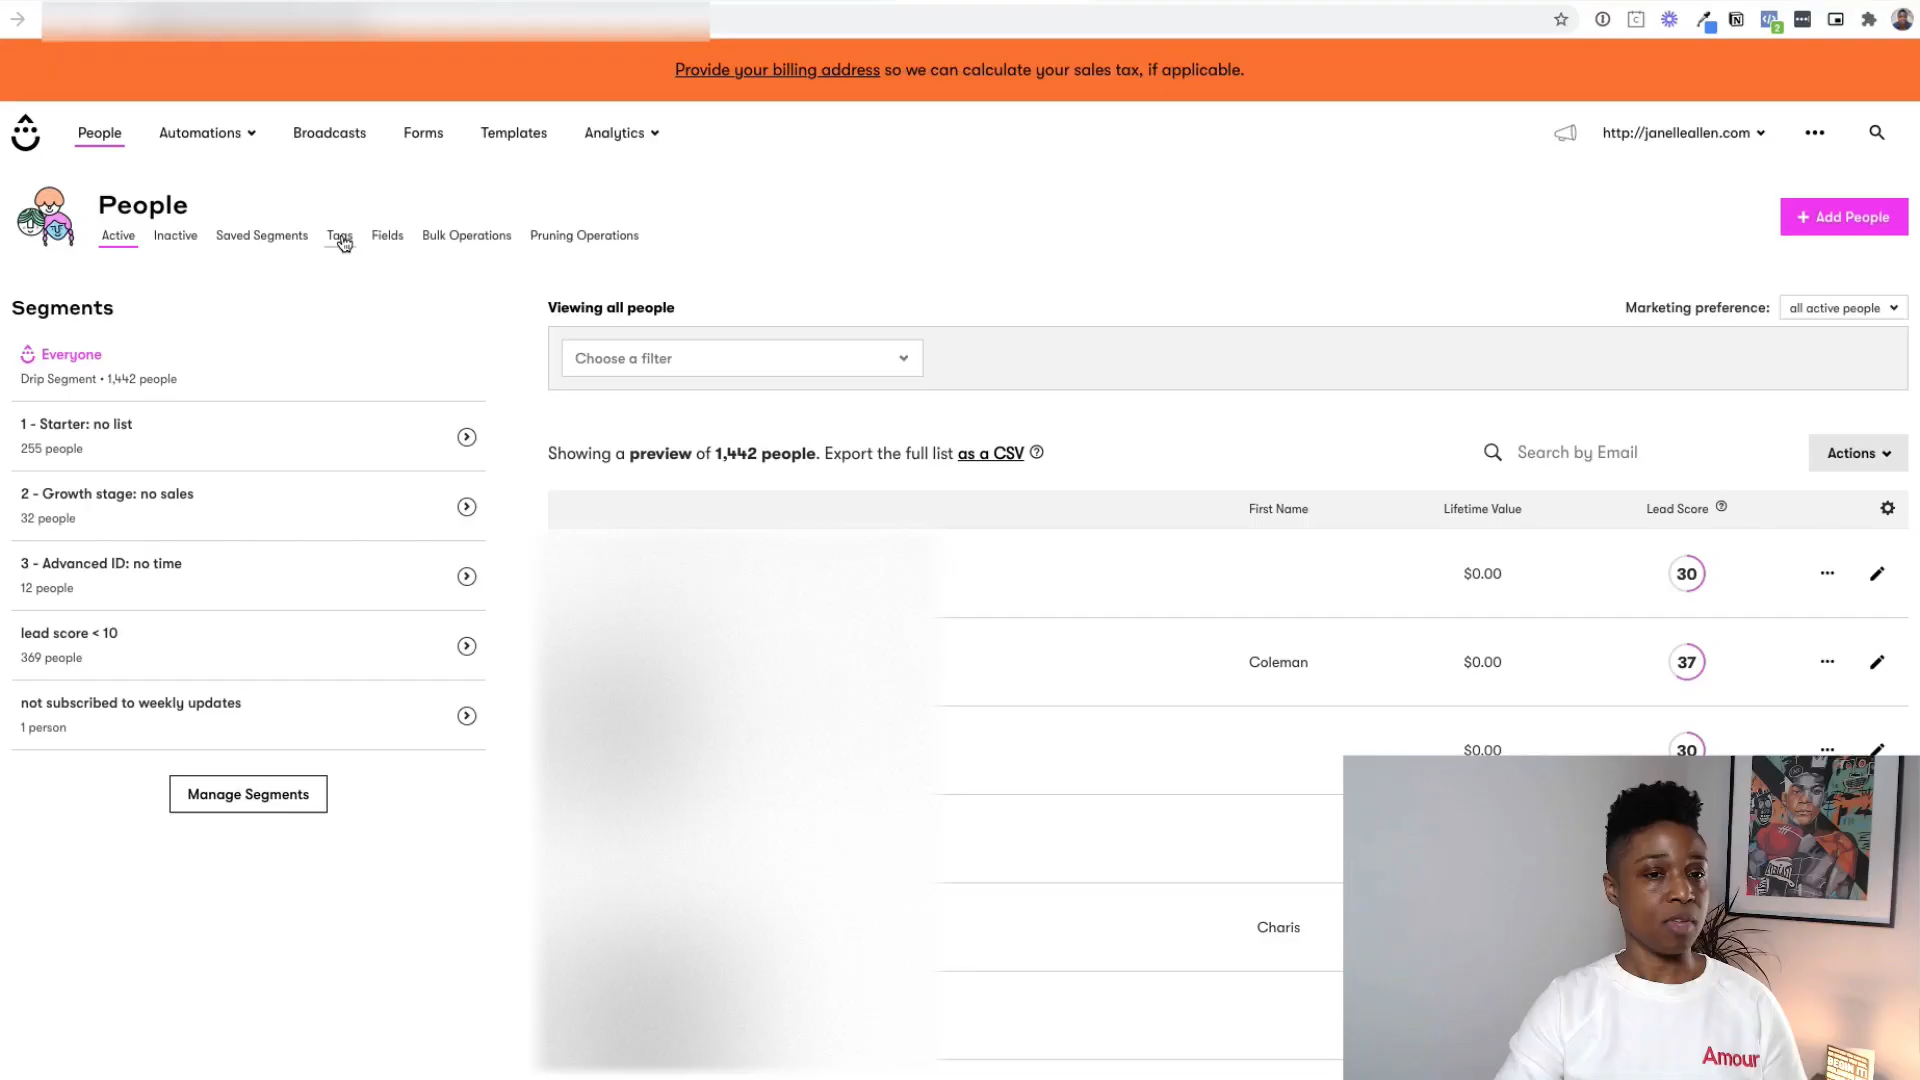 Provide your billing address so we can calculate your sales tax, if applicable.
People Automations Broadcasts Forms Templates Analytics http://janelleallen.com
People
Active Inactive Saved Segments Tags Fields Bulk Operations Pruning Operations
+ Add People
Segments
Everyone
Drip Segment • 1,442 people
1 - Starter: no list
255 people
2 - Growth stage: no sales
32 people
3 - Advanced ID: no time
12 people
lead score < 10
369 people
not subscribed to weekly updates
1 person
Manage Segments
Viewing all people
Marketing preference: all active people
Choose a filter
Showing a preview of 1,442 people. Export the full list as a CSV
Search by Email
Actions
First Name Lifetime Value Lead Score
$0.00 30
Coleman $0.00 37
$0.00 30
Charis
Amour
BEGIN IT